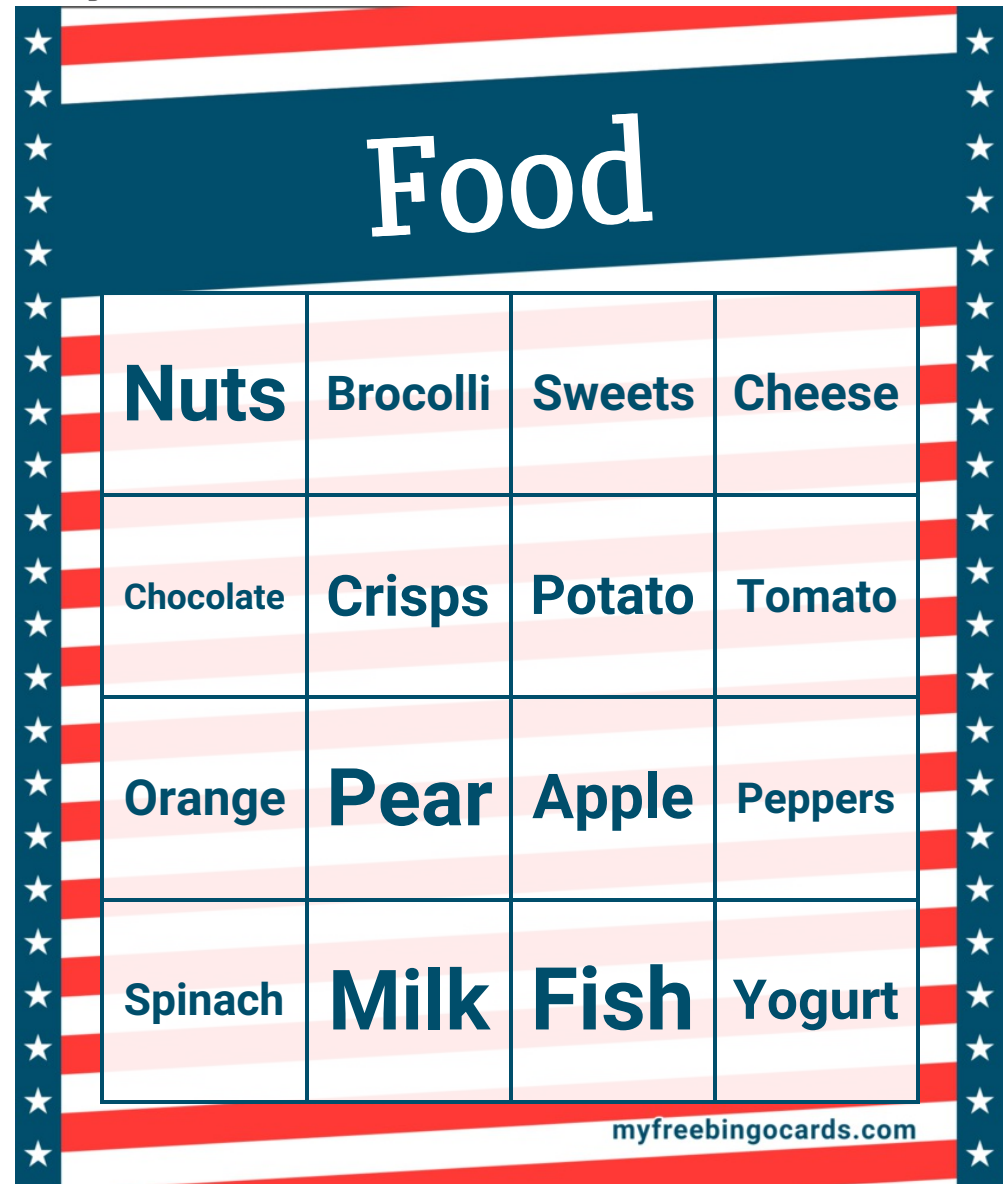 Food
Nuts Brocolli Sweets Cheese
Chocolate Crisps Potato Tomato
Orange Pear Apple Peppers
Spinach Milk Fish Yogurt
myfreebingocards.com